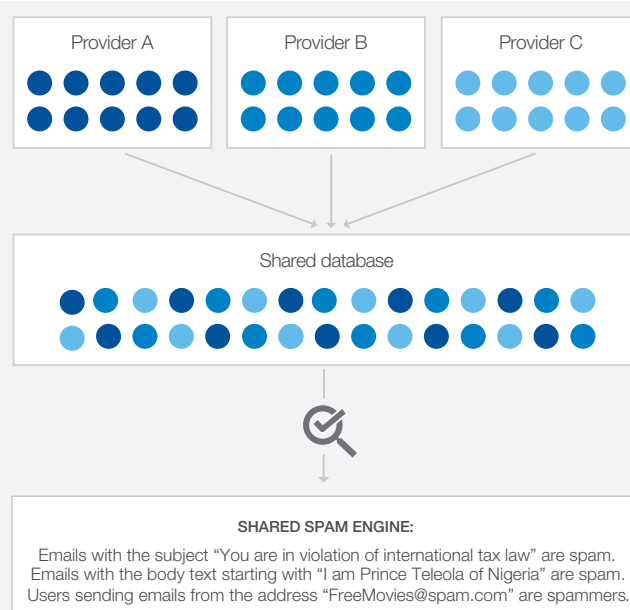 Provider A
Provider B
Provider C
Shared database
SHARED SPAM ENGINE:
Emails with the subject “You are in violation of international tax law” are spam.
Emails with the body text starting with “I am Prince Teleola of Nigeria” are spam.
Users sending emails from the address “FreeMovies@spam.com” are spammers.